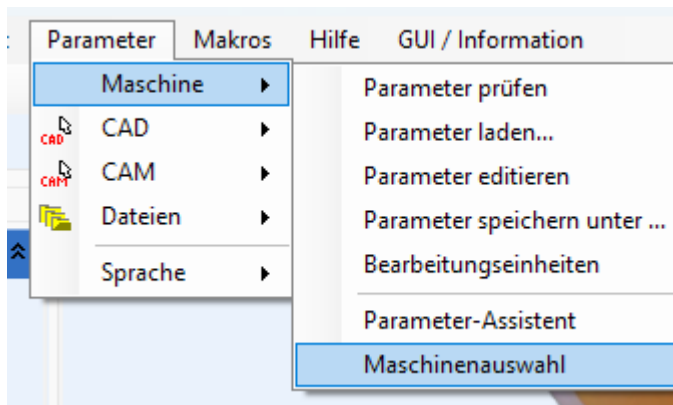 Parameter Makros Hilfe GUI / Information
Maschine
CAD CAD
CAM CAM
Dateien
Sprache
Parameter prüfen
Parameter laden...
Parameter editieren
Parameter speichern unter ...
Bearbeitungseinheiten
Parameter-Assistent
Maschinenauswahl